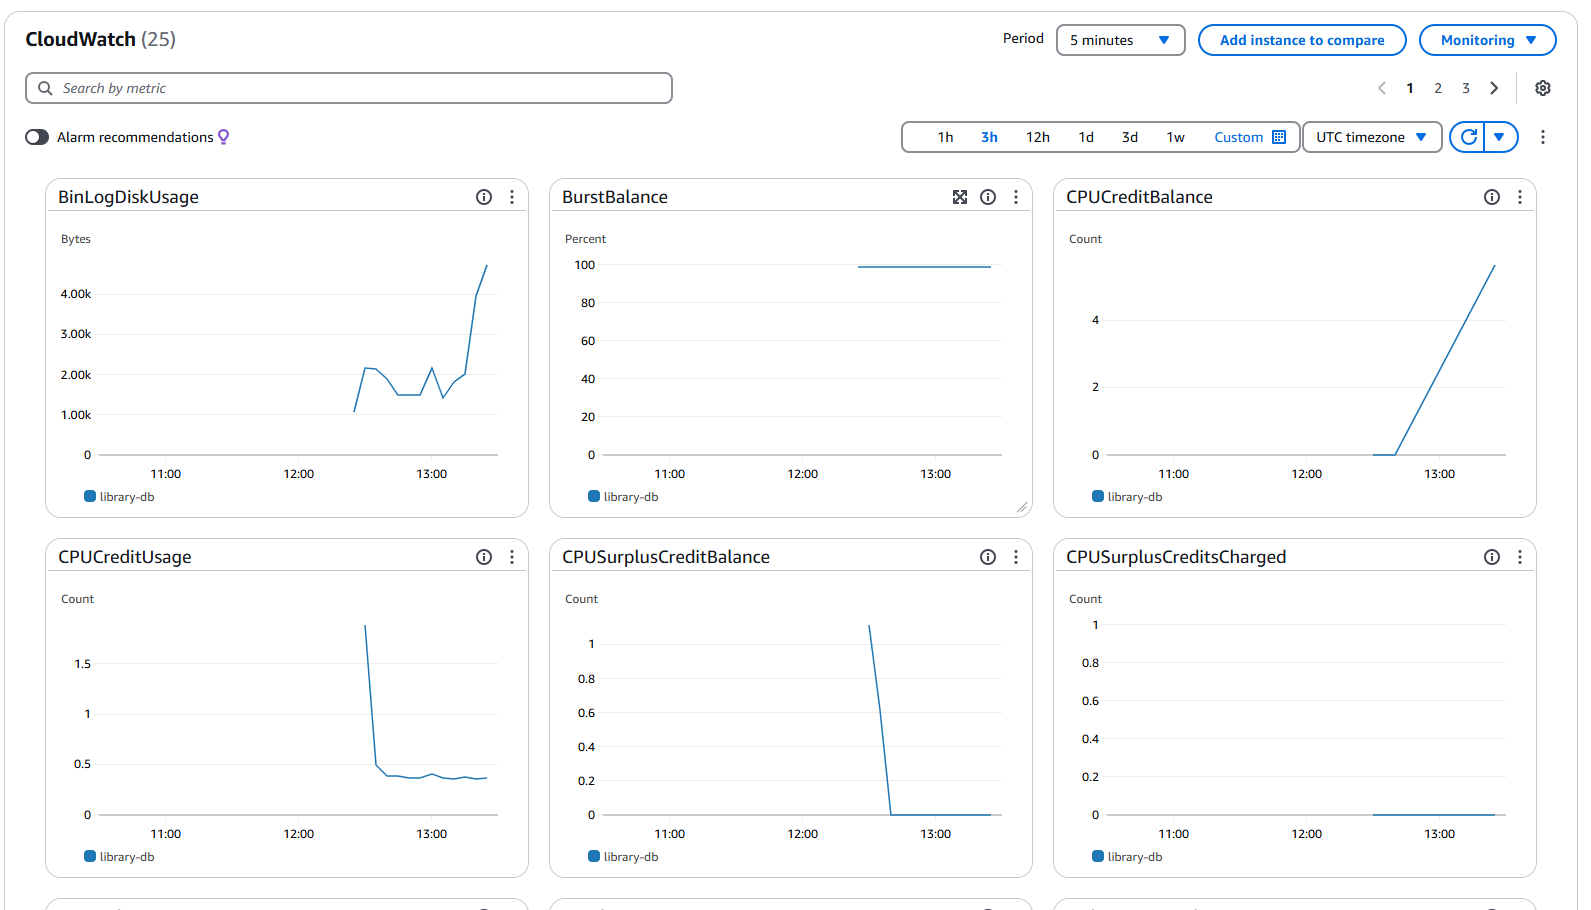 CloudWatch (25)
Period
5 minutes
Add instance to compare
Monitoring
Search by metric
1 2 3
Alarm recommendations
1h 3h 12h 1d 3d 1w Custom
UTC timezone
BinLogDiskUsage
Bytes
4.00k
3.00k
2.00k
1.00k
0
11:00 12:00 13:00
library-db
BurstBalance
Percent
100
80
60
40
20
0
11:00 12:00 13:00
library-db
CPUCreditBalance
Count
4
2
0
11:00 12:00 13:00
library-db
CPUCreditUsage
Count
1.5
1
0.5
0
11:00 12:00 13:00
library-db
CPUSurplusCreditBalance
Count
1
0.8
0.6
0.4
0.2
0
11:00 12:00 13:00
library-db
CPUSurplusCreditsCharged
Count
1
0.8
0.6
0.4
0.2
0
11:00 12:00 13:00
library-db